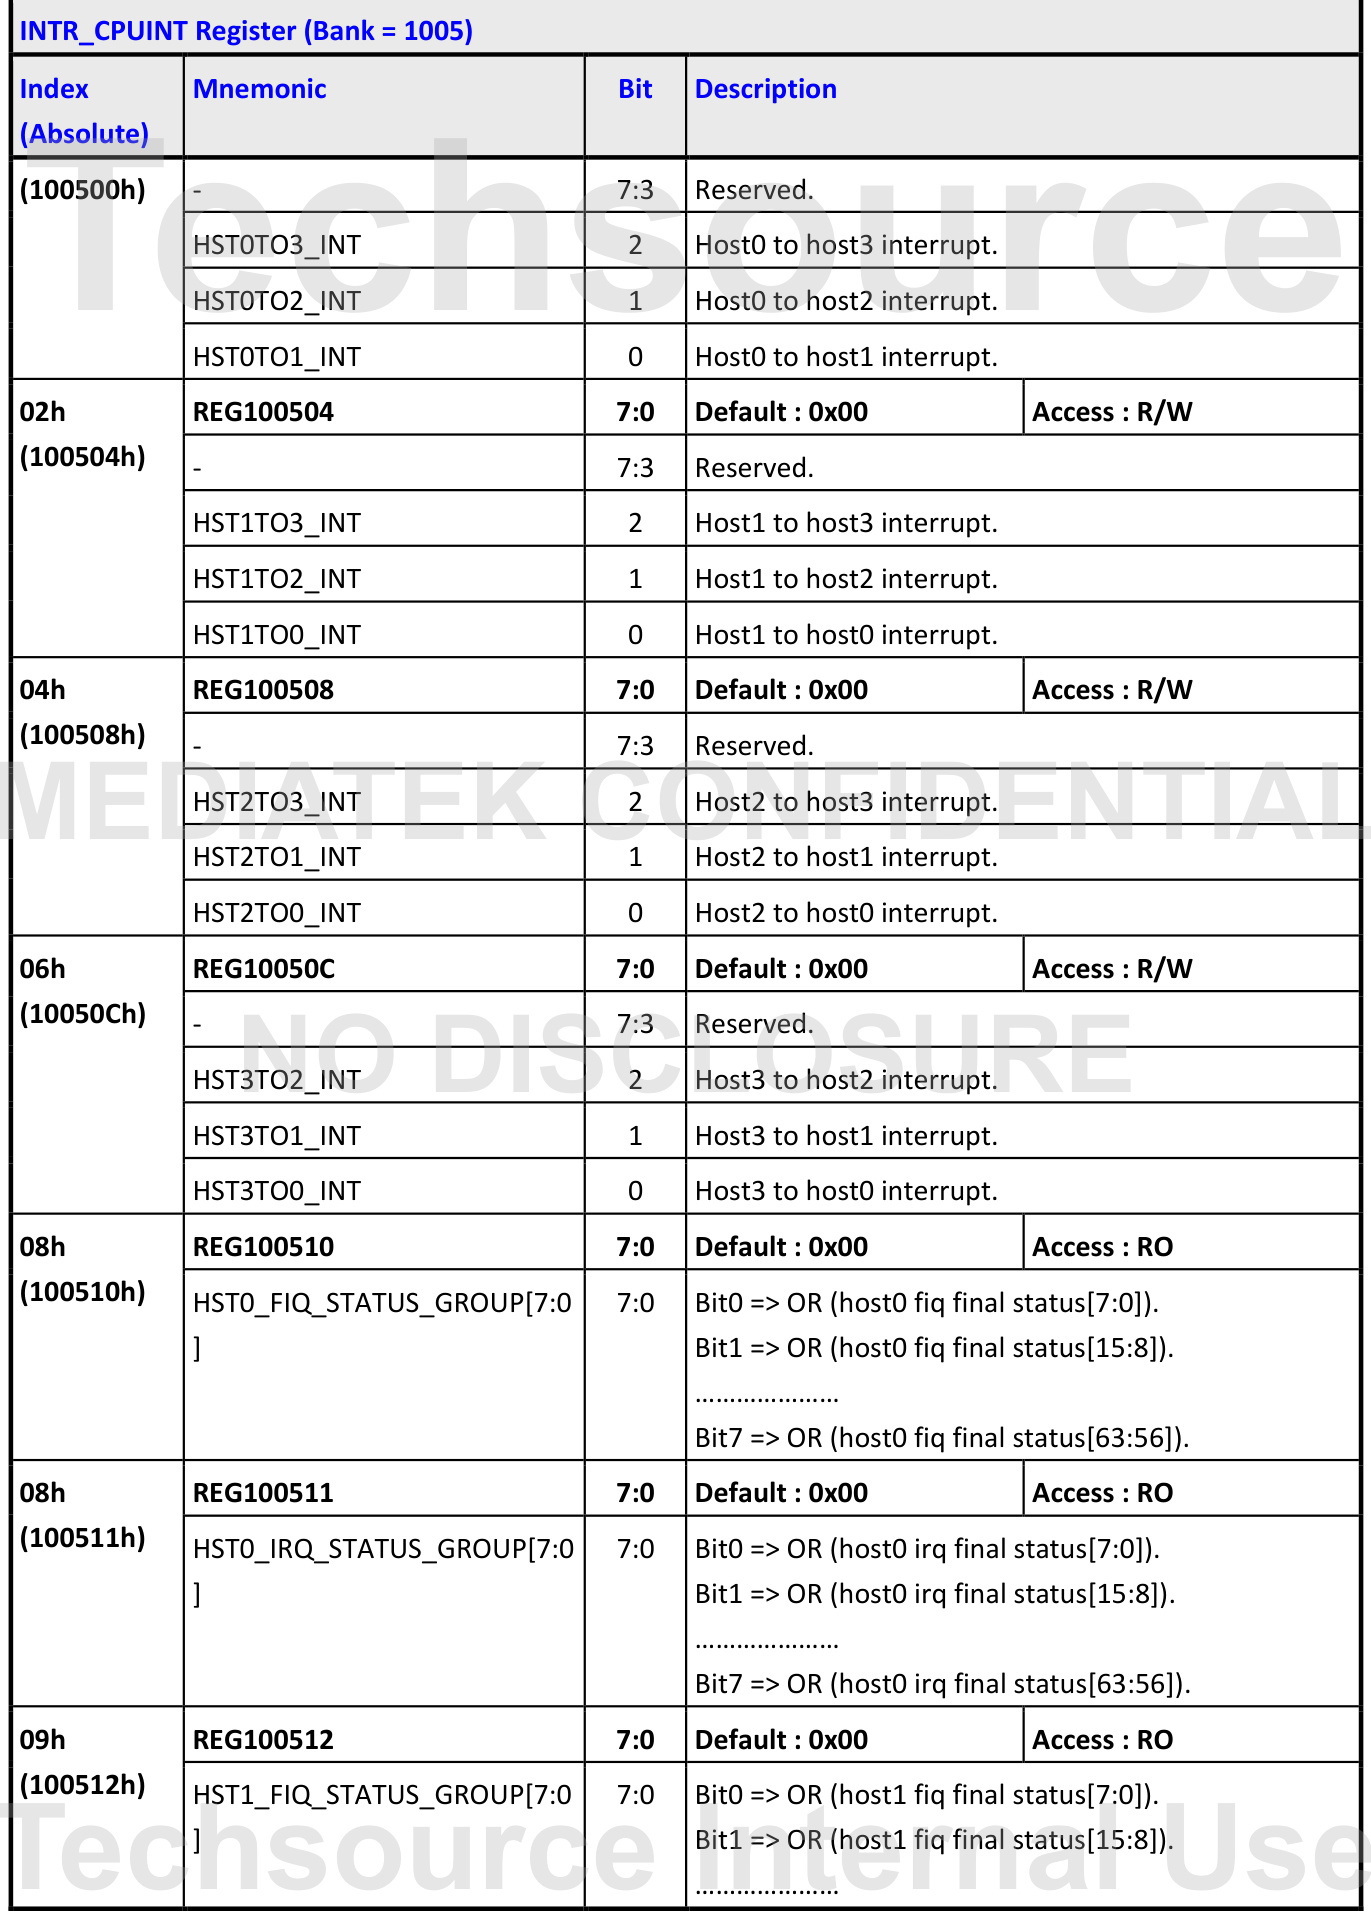 INTR_CPUINT Register (Bank = 1005)
Index (Absolute) Mnemonic Bit Description
(100500h) - 7:3 Reserved.
HST0TO3_INT 2 Host0 to host3 interrupt.
HST0TO2_INT 1 Host0 to host2 interrupt.
HST0TO1_INT 0 Host0 to host1 interrupt.
02h REG100504 7:0 Default : 0x00 Access : R/W
(100504h) - 7:3 Reserved.
HST1TO3_INT 2 Host1 to host3 interrupt.
HST1TO2_INT 1 Host1 to host2 interrupt.
HST1TO0_INT 0 Host1 to host0 interrupt.
04h REG100508 7:0 Default : 0x00 Access : R/W
(100508h) - 7:3 Reserved.
HST2TO3_INT 2 Host2 to host3 interrupt.
HST2TO1_INT 1 Host2 to host1 interrupt.
HST2TO0_INT 0 Host2 to host0 interrupt.
06h REG10050C 7:0 Default : 0x00 Access : R/W
(10050Ch) - 7:3 Reserved.
HST3TO2_INT 2 Host3 to host2 interrupt.
HST3TO1_INT 1 Host3 to host1 interrupt.
HST3TO0_INT 0 Host3 to host0 interrupt.
08h REG100510 7:0 Default : 0x00 Access : RO
(100510h) HST0_FIQ_STATUS_GROUP[7:0 7:0 Bit0 => OR (host0 fiq final status[7:0]).
] Bit1 => OR (host0 fiq final status[15:8]).
…………………
Bit7 => OR (host0 fiq final status[63:56]).
08h REG100511 7:0 Default : 0x00 Access : RO
(100511h) HST0_IRQ_STATUS_GROUP[7:0 7:0 Bit0 => OR (host0 irq final status[7:0]).
] Bit1 => OR (host0 irq final status[15:8]).
…………………
Bit7 => OR (host0 irq final status[63:56]).
09h REG100512 7:0 Default : 0x00 Access : RO
(100512h) HST1_FIQ_STATUS_GROUP[7:0 7:0 Bit0 => OR (host1 fiq final status[7:0]).
] Bit1 => OR (host1 fiq final status[15:8]).
…………………
Techsource
MEDIATEK CONFIDENTIAL
NO DISCLOSURE
Techsource Internal Use